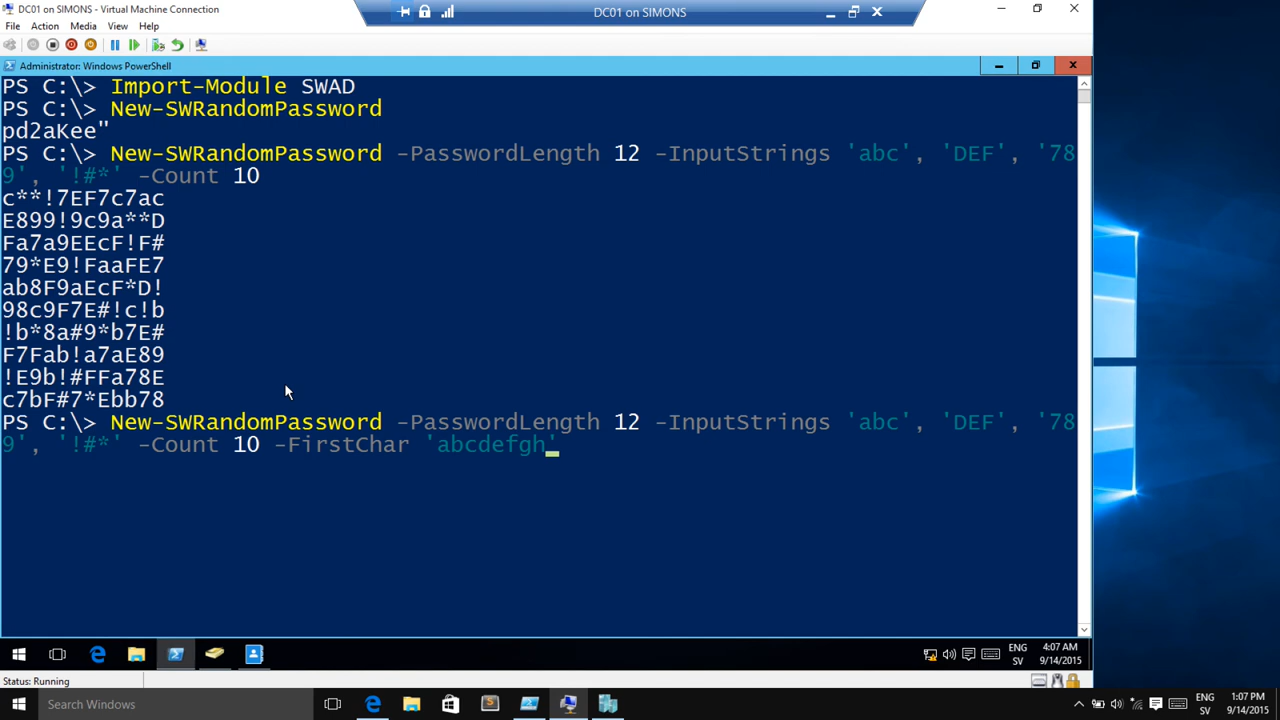 DC01 on SIMONS - Virtual Machine Connection
DC01 on SIMONS
File Action Media View Help
Administrator: Windows PowerShell
PS C:\> Import-Module SWAD
PS C:\> New-SWRandomPassword
pd2aKee"
PS C:\> New-SWRandomPassword -PasswordLength 12 -InputStrings 'abc', 'DEF', '78
9', '!#*' -Count 10
c**!7EF7c7ac
E899!9c9a**D
Fa7a9EEcF!F#
79*E9!FaaFE7
ab8F9aEcF*D!
98c9F7E#!c!b
!b*8a#9*b7E#
F7Fab!a7aE89
!E9b!#FFa78E
c7bF#7*Ebb78
PS C:\> New-SWRandomPassword -PasswordLength 12 -InputStrings 'abc', 'DEF', '78
9', '!#*' -Count 10 -FirstChar 'abcdefgh'
ENG
SV
4:07 AM
9/14/2015
Status: Running
Search Windows
ENG
SV
1:07 PM
9/14/2015